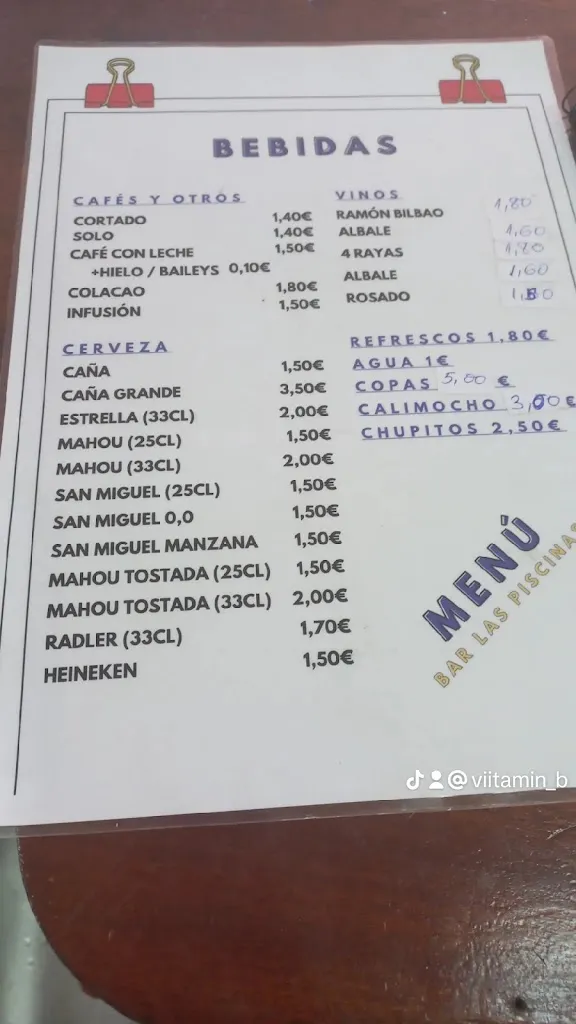 BEBIDAS
CAFÉS Y OTROS
CORTADO 1,40€
SOLO 1,40€
CAFÉ CON LECHE 1,50€
+HIELO / BAILEYS 0,10€
COLACAO 1,80€
INFUSIÓN 1,50€
CERVEZA
CAÑA 1,50€
CAÑA GRANDE 3,50€
ESTRELLA (33CL) 2,00€
MAHOU (25CL) 1,50€
MAHOU (33CL) 2,00€
SAN MIGUEL (25CL) 1,50€
SAN MIGUEL 0,0 1,50€
SAN MIGUEL MANZANA 1,50€
MAHOU TOSTADA (25CL) 1,50€
MAHOU TOSTADA (33CL) 2,00€
RADLER (33CL) 1,70€
HEINEKEN 1,50€
VINOS
RAMÓN BILBAO 1,80
ALBALE 1,60
4 RAYAS 1,80
ALBALE 1,60
ROSADO
REFRESCOS 1,80€
AGUA 1€
COPAS 5,00 €
CALIMOCHO 3,00€
CHUPITOS 2,50€
MENÚ
BAR LAS PISCINAS
@viitamin_b